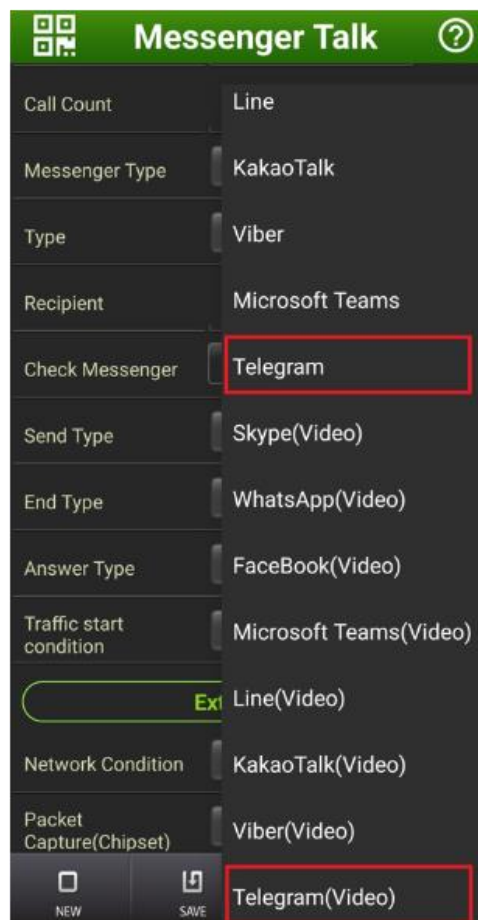 Messenger Talk
Call Count
Line
Messenger Type
KakaoTalk
Type
Viber
Recipient
Microsoft Teams
Check Messenger
Telegram
Send Type
Skype(Video)
End Type
WhatsApp(Video)
Answer Type
FaceBook(Video)
Traffic start
condition
Microsoft Teams(Video)
Ext
Line(Video)
Network Condition
KakaoTalk(Video)
Packet
Capture(Chipset)
Viber(Video)
NEW
SAVE
Telegram(Video)